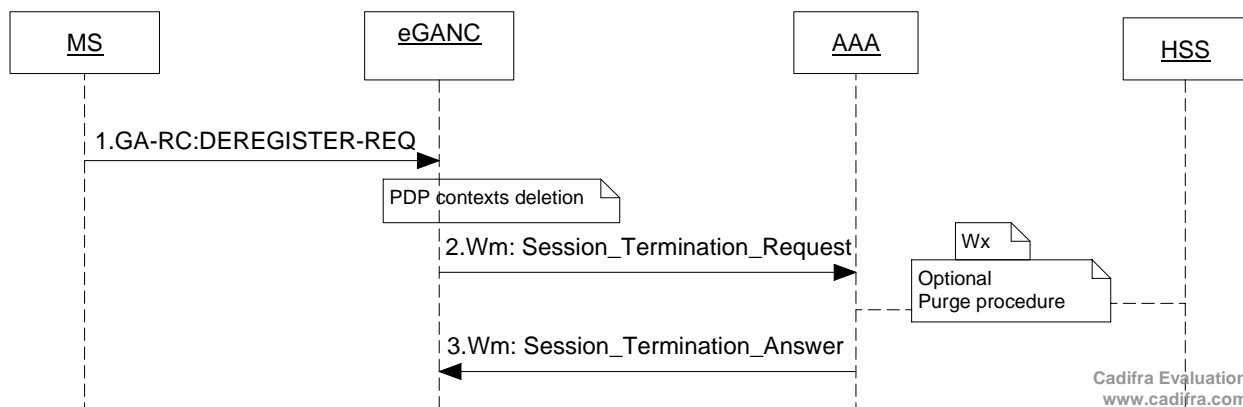 MS
eGANC
AAA
HSS
1.GA-RC:DEREGISTER-REQ
PDP contexts deletion
2.Wm: Session_Termination_Request
Wx
Optional
Purge procedure
3.Wm: Session_Termination_Answer
Cadifra Evaluation
www.cadifra.com